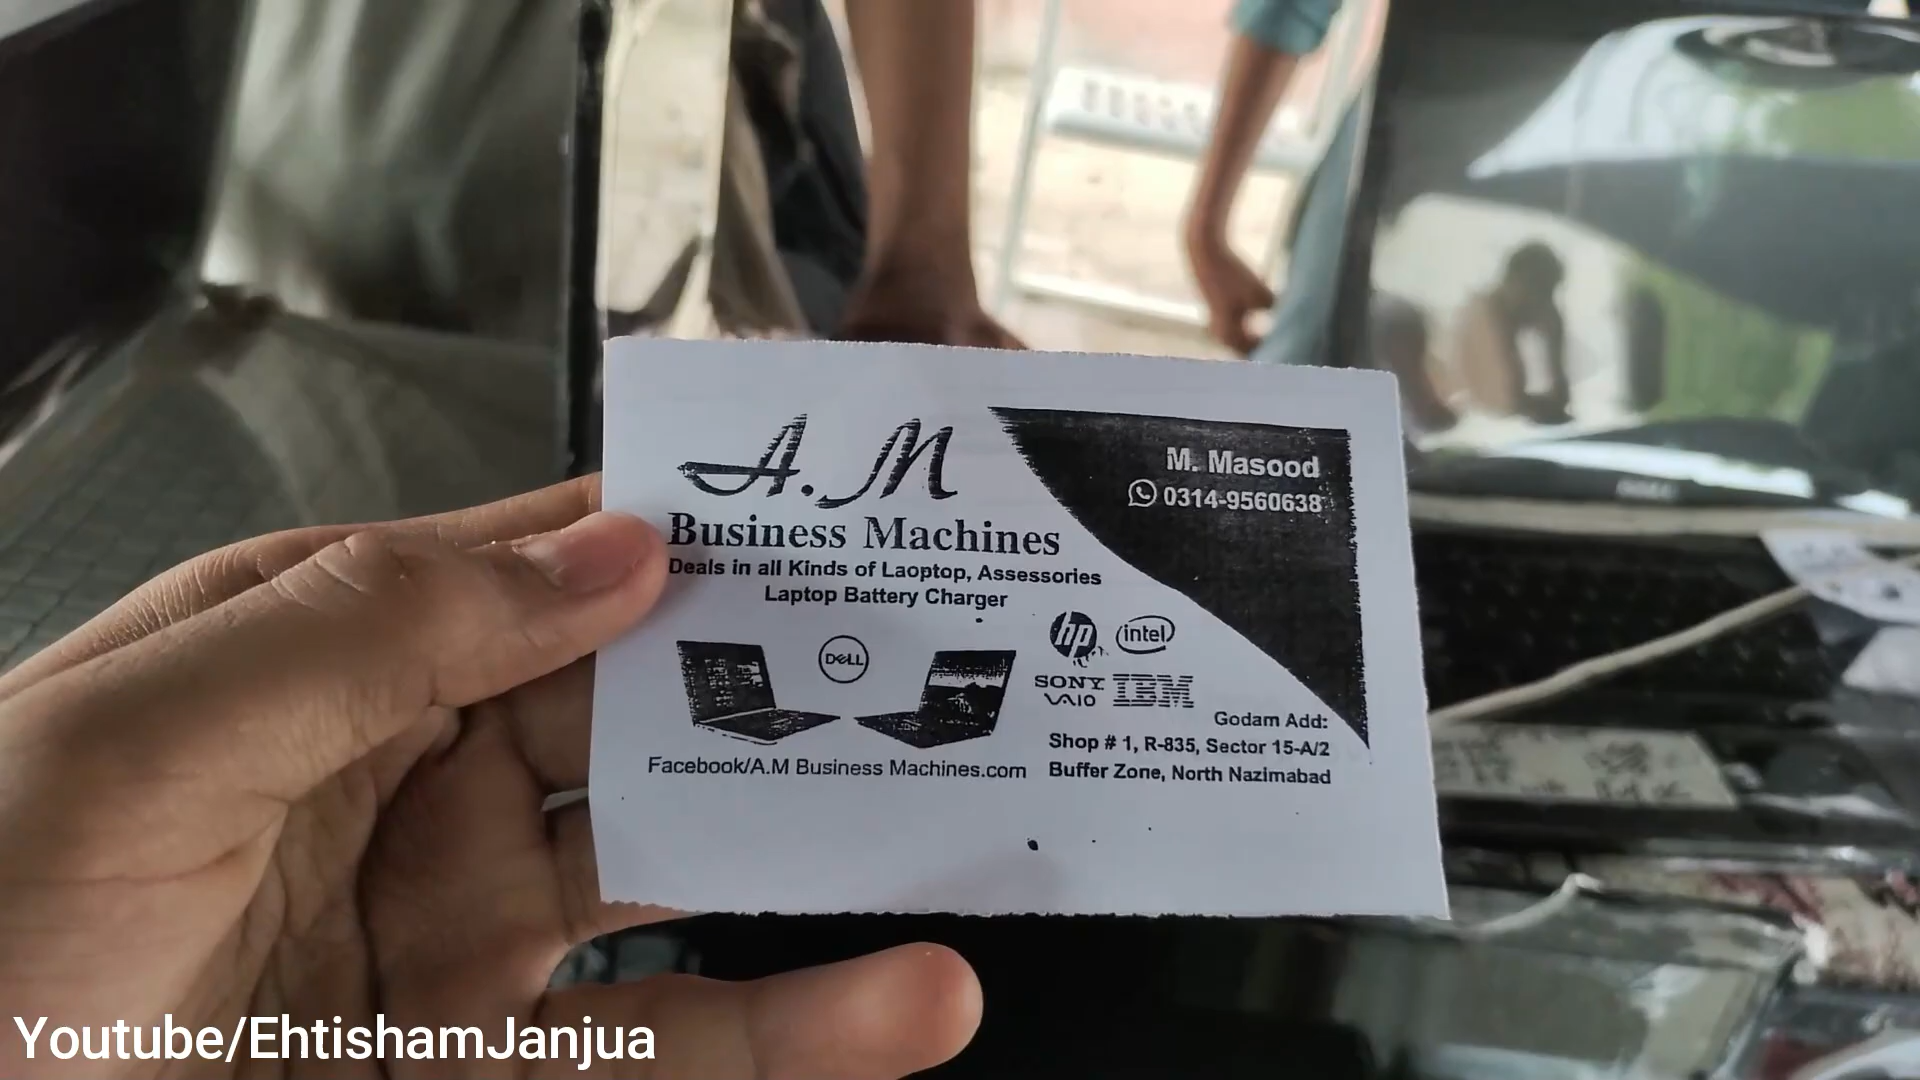 A.M
Business Machines
Deals in all Kinds of Laoptop, Assessories
Laptop Battery Charger
M. Masood
0314-9560638
DELL
hp
intel
SONY
VAIO
IBM
Facebook/A.M Business Machines.com
Godam Add:
Shop # 1, R-835, Sector 15-A/2
Buffer Zone, North Nazimabad
Youtube/EhtishamJanjua